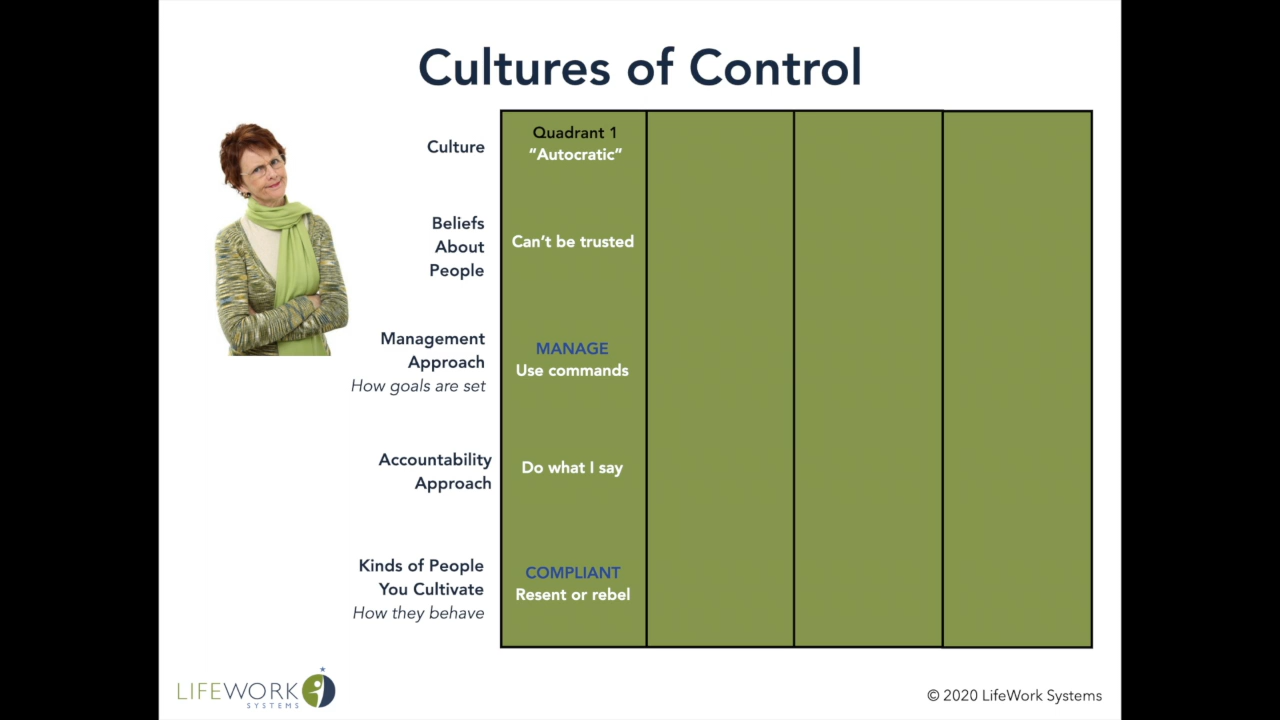 Cultures of Control
Culture
Quadrant 1
“Autocratic”
Beliefs
About
People
Can’t be trusted
Management
Approach
How goals are set
MANAGE
Use commands
Accountability
Approach
Do what I say
Kinds of People
You Cultivate
How they behave
COMPLIANT
Resent or rebel
LIFEWORK
SYSTEMS
© 2020 LifeWork Systems